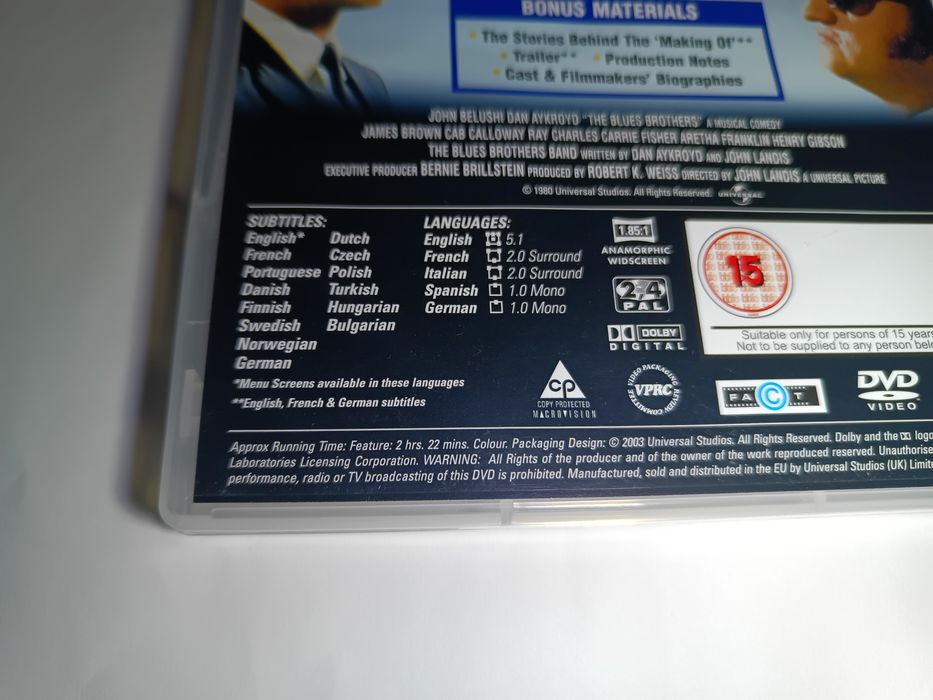 BONUS MATERIALS
• The Stories Behind The 'Making Of'**
• Trailer** • Production Notes
• Cast & Filmmakers' Biographies
JOHN BELUSHI DAN AYKROYD "THE BLUES BROTHERS" A MUSICAL COMEDY
JAMES BROWN CAB CALLOWAY RAY CHARLES CARRIE FISHER ARETHA FRANKLIN HENRY GIBSON
THE BLUES BROTHERS BAND WRITTEN BY DAN AYKROYD AND JOHN LANDIS
EXECUTIVE PRODUCER BERNIE BRILLSTEIN PRODUCED BY ROBERT K. WEISS DIRECTED BY JOHN LANDIS A UNIVERSAL PICTURE
© 1980 Universal Studios. All Rights Reserved. UNIVERSAL
SUBTITLES:
English* Dutch
French Czech
Portuguese Polish
Danish Turkish
Finnish Hungarian
Swedish Bulgarian
Norwegian
German
*Menu Screens available in these languages
**English, French & German subtitles
LANGUAGES:
English 5.1
French 2.0 Surround
Italian 2.0 Surround
Spanish 1.0 Mono
German 1.0 Mono
1.85:1
ANAMORPHIC
WIDSCREEN
2,4
PAL
DOLBY
DIGITAL
15
Suitable only for persons of 15 years
Not to be supplied to any person
CP
COPY PROTECTED
MACROVISION
VIDEO PACKAGING
VPRC
REVIEW COMMITTEE
FACT
DVD
VIDEO
Approx Running Time: Feature: 2 hrs. 22 mins. Colour. Packaging Design: © 2003 Universal Studios. All Rights Reserved. Dolby and the logo
Laboratories Licensing Corporation. WARNING: All Rights of the producer and of the owner of the work reproduced reserved. Unauthorise
performance, radio or TV broadcasting of this DVD is prohibited. Manufactured, sold and distributed in the EU by Universal Studios (UK)